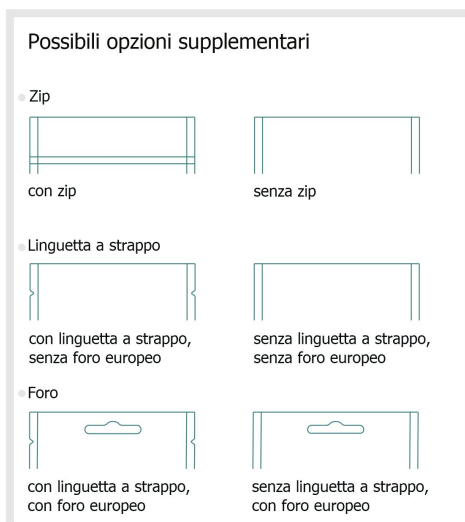 Possibili opzioni supplementari
Zip
con zip
senza zip
Linguetta a strappo
con linguetta a strappo,
senza foro europeo
senza linguetta a strappo,
senza foro europeo
Foro
con linguetta a strappo,
con foro europeo
senza linguetta a strappo,
con foro europeo